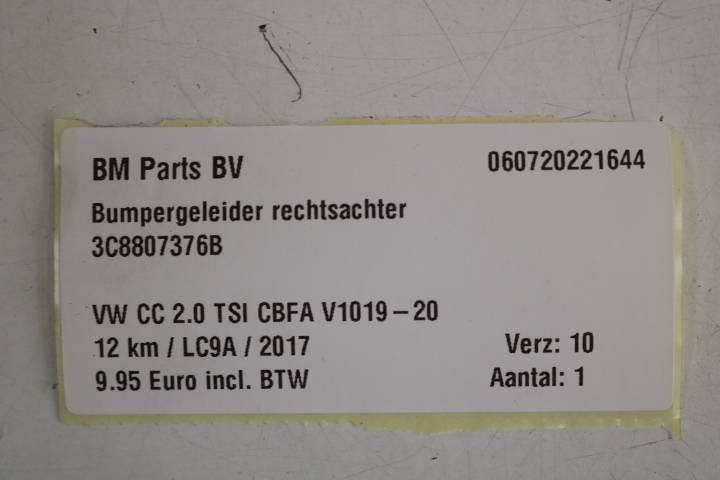 BM Parts BV 060720221644
Bumpergeleider rechtsachter
3C8807376B
VW CC 2.0 TSI CBFA V1019-20
12 km / LC9A / 2017 Verz: 10
9.95 Euro incl. BTW Aantal: 1